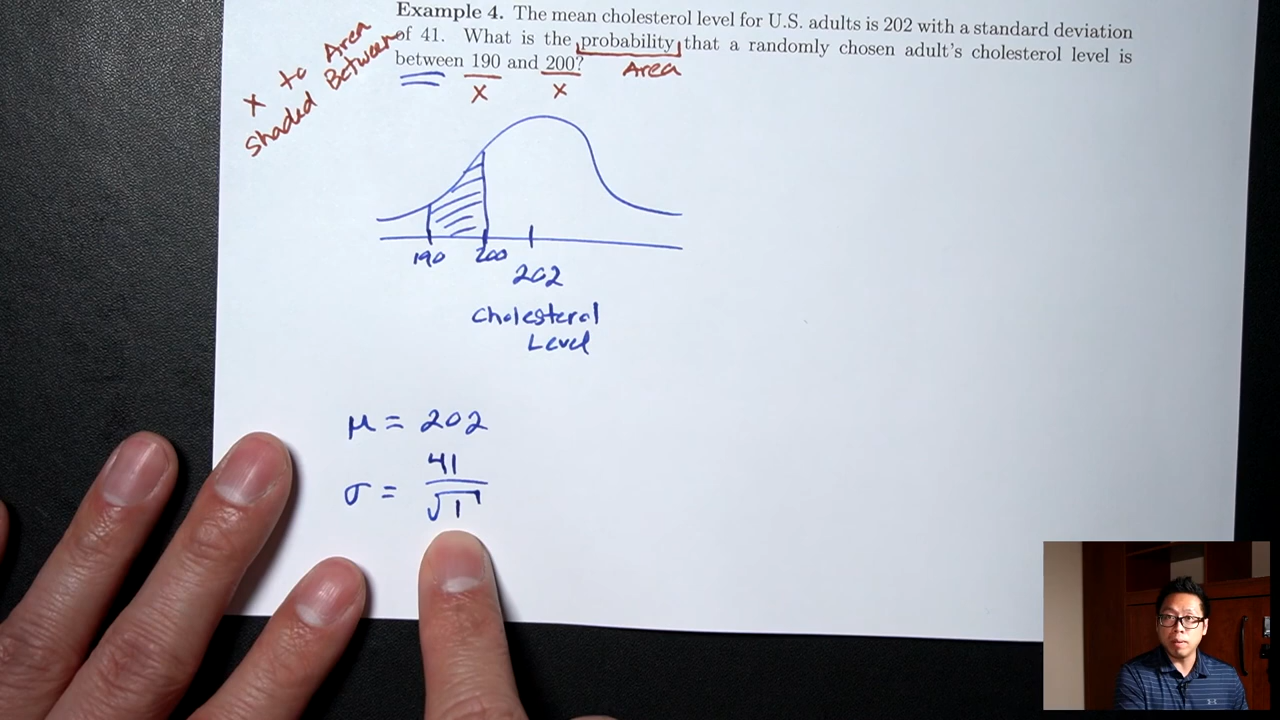 Example 4. The mean cholesterol level for U.S. adults is 202 with a standard deviation
of 41. What is the probability that a randomly chosen adult's cholesterol level is
between 190 and 200?
Area
x x
x to Area
Shaded Between
190 200
202
Cholesterol
Level
μ = 202
σ = 41/√1